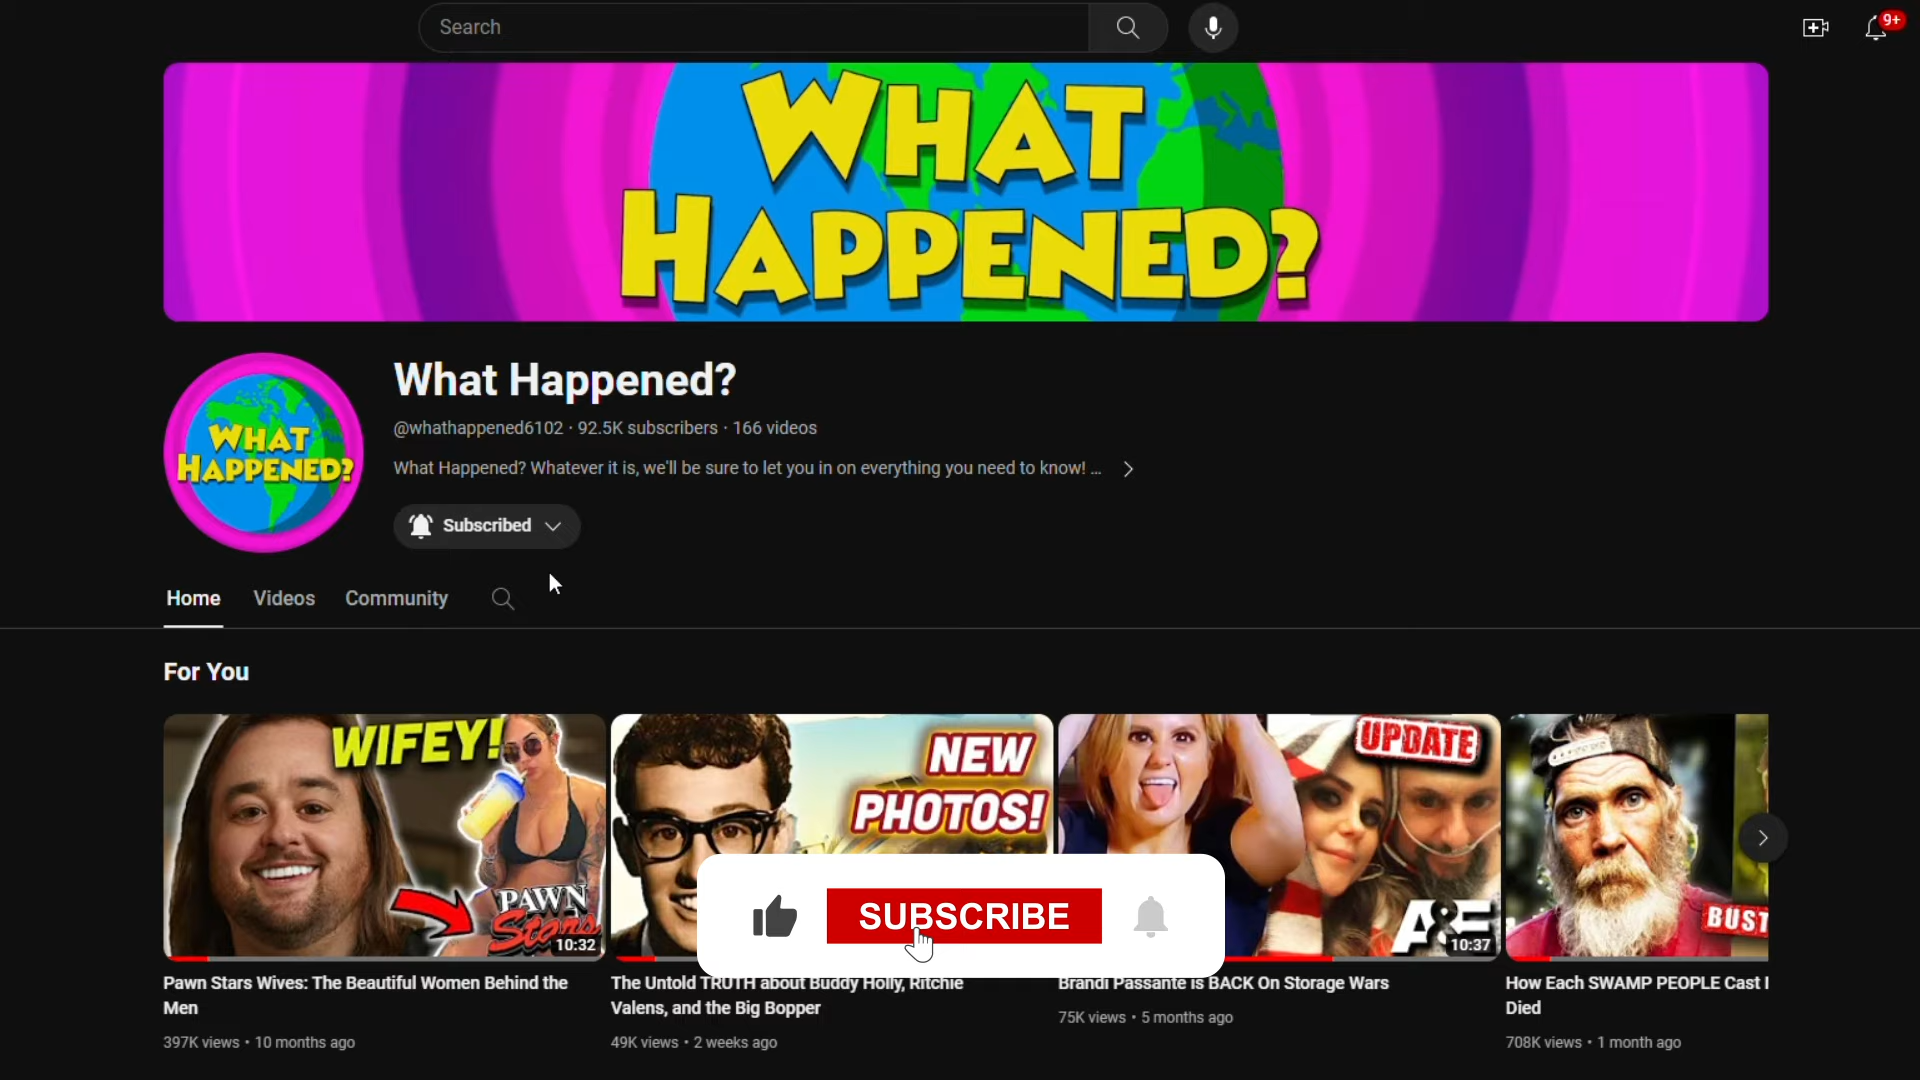 Search
9+
WHAT
HAPPENED?
WHAT
HAPPENED?
What Happened?
@whathappened6102 · 92.5K subscribers · 166 videos
What Happened? Whatever it is, we'll be sure to let you in on everything you need to know! ...
Subscribed
Home
Videos
Community
For You
WIFEY!
PAWN
Stars
10:32
NEW
PHOTOS!
UPDATE
A&E
10:37
BUST
SUBSCRIBE
Pawn Stars Wives: The Beautiful Women Behind the
Men
397K views • 10 months ago
The Untold TRUTH about Buddy Holly, Ritchie
Valens, and the Big Bopper
49K views • 2 weeks ago
Brandi Passante is BACK On Storage Wars
75K views • 5 months ago
How Each SWAMP PEOPLE Cast
Died
708K views • 1 month ago